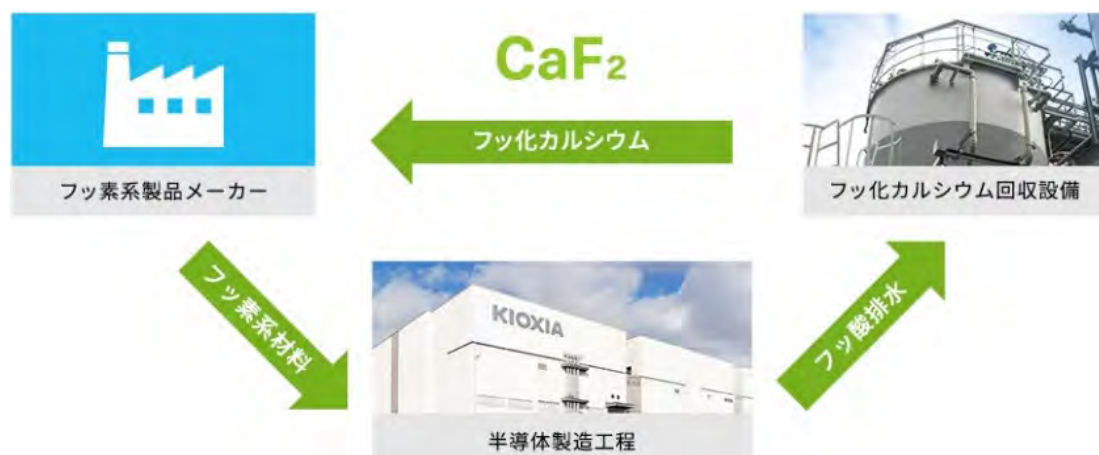 CaF₂
フッ化カルシウム
フッ素系製品メーカー
フッ化カルシウム回収設備
フッ素系材料
KIOXIA
フッ酸排水
半導体製造工程